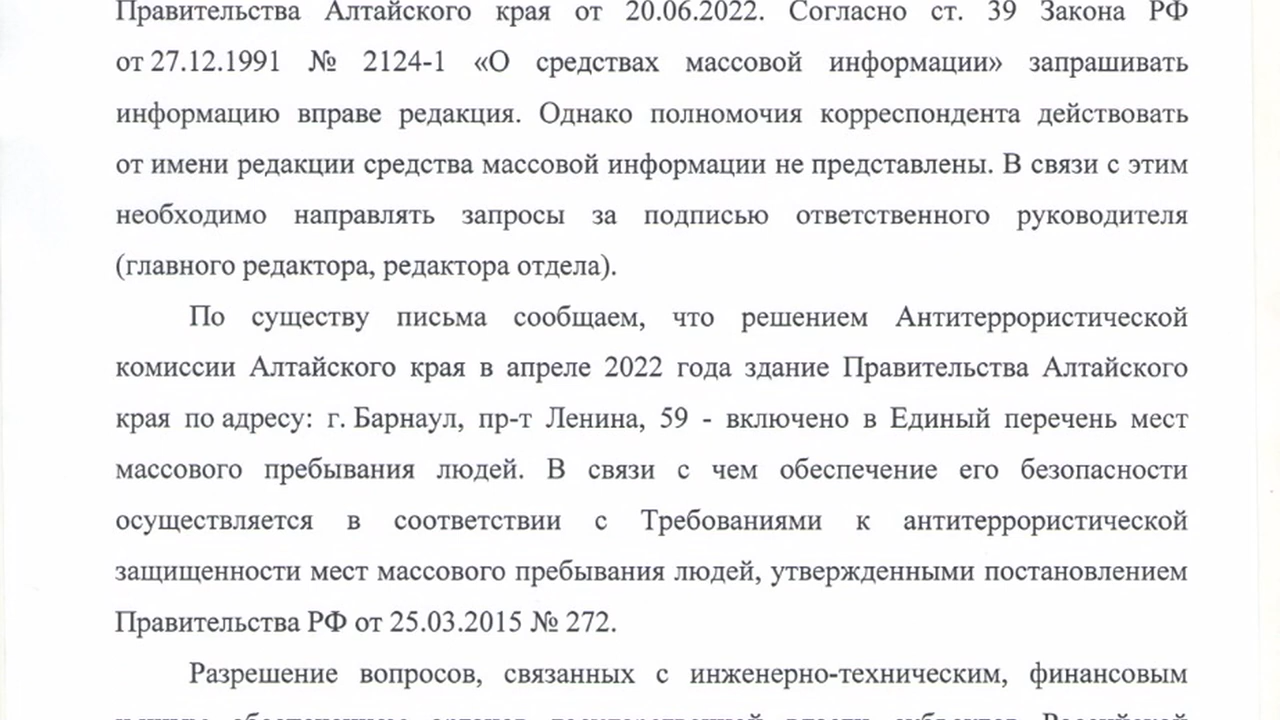 Правительства Алтайского края от 20.06.2022. Согласно ст. 39 Закона РФ
от 27.12.1991 № 2124-1 «О средствах массовой информации» запрашивать
информацию вправе редакция. Однако полномочия корреспондента действовать
от имени редакции средства массовой информации не представлены. В связи с этим
необходимо направлять запросы за подписью ответственного руководителя
(главного редактора, редактора отдела).
По существу письма сообщаем, что решением Антитеррористической
комиссии Алтайского края в апреле 2022 года здание Правительства Алтайского
края по адресу: г. Барнаул, пр-т Ленина, 59 - включено в Единый перечень мест
массового пребывания людей. В связи с чем обеспечение его безопасности
осуществляется в соответствии с Требованиями к антитеррористической
защищенности мест массового пребывания людей, утвержденными постановлением
Правительства РФ от 25.03.2015 № 272.
Разрешение вопросов, связанных с инженерно-техническим, финансовым